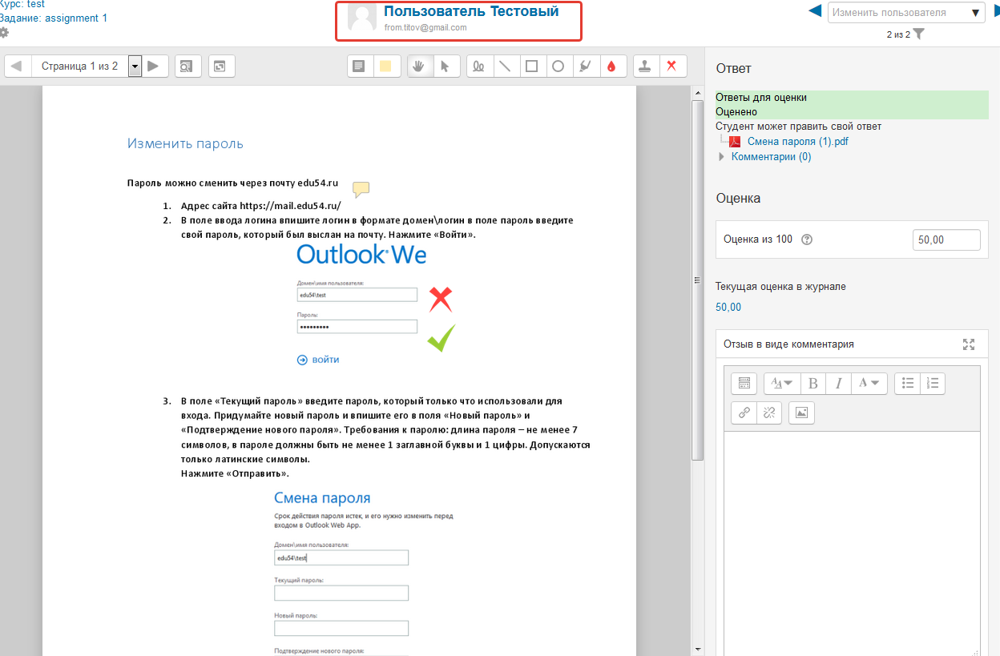 Курс: test
Задание: assignment 1
Пользователь Тестовый
from.titov@gmail.com
Изменить пользователя
2 из 2
Страница 1 из 2
Изменить пароль
Пароль можно сменить через почту edu54.ru
1. Адрес сайта https://mail.edu54.ru/
2. В поле ввода логина впишите логин в формате домен\логин в поле пароль введите
свой пароль, который был выслан на почту. Нажмите «Войти».
Outlook We
Домен\имя пользователя:
edu54\test
Пароль:
•••••••••
войти
3. В поле «Текущий пароль» введите пароль, который только что использовали для
входа. Придумайте новый пароль и впишите его в поля «Новый пароль» и
«Подтверждение нового пароля». Требования к паролю: длина пароля – не менее 7
символов, в пароле должны быть не менее 1 заглавной буквы и 1 цифры. Допускаются
только латинские символы.
Нажмите «Отправить».
Смена пароля
Срок действия пароля истек, и его нужно изменить перед
входом в Outlook Web App.
Домен\имя пользователя:
edu54\test
Текущий пароль:
Новый пароль:
Подтверждение нового пароля:
Ответ
Ответы для оценки
Оценено
Студент может править свой ответ
Смена пароля (1).pdf
Комментарии (0)
Оценка
Оценка из 100
50,00
Текущая оценка в журнале
50,00
Отзыв в виде комментария